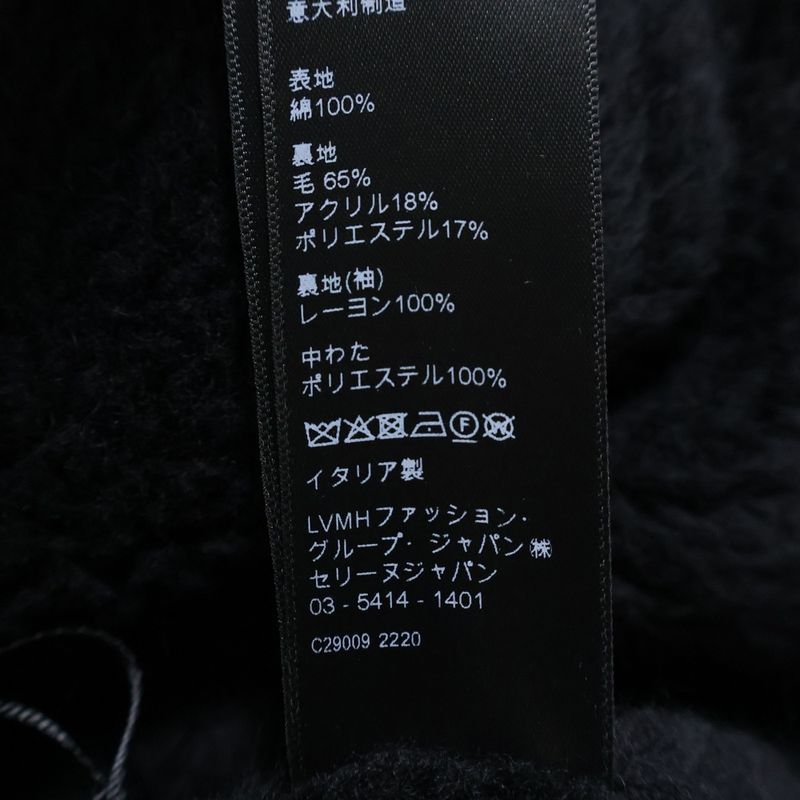 意大利制造
表地
綿100%
裏地
毛 65%
アクリル18%
ポリエステル17%
裏地(袖)
レーヨン100%
中わた
ポリエステル100%
F W
イタリア製
LVMHファッション・
グループ・ジャパン㈱
セリーヌジャパン
03 - 5414 - 1401
C29009 2220